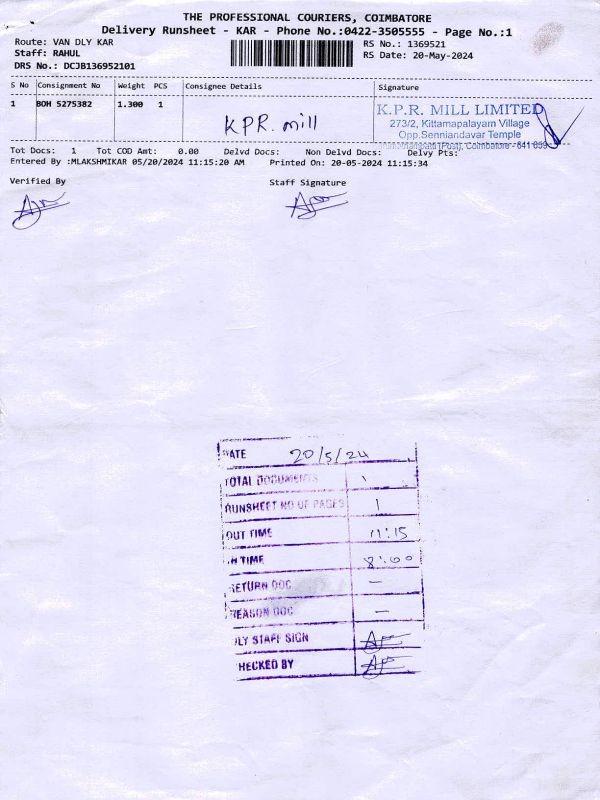 THE PROFESSIONAL COURIERS, COIMBATORE
Delivery Runsheet - KAR - Phone No.:0422-3505555 - Page No.:1
Route: VAN DLY KAR
RS No.: 1369521
Staff: RAHUL
RS Date: 20-May-2024
DRS No.: DCJB136952101
S No Consignment No Weight PCS Consignee Details Signature
1 BOH 5275382 1.300 1
KPR. mill
K.P.R. MILL LIMITED
273/2, Kittamapalayam Village
Opp.Senniandavar Temple
(Post), Coimbatore - 641 659
Tot Docs: 1 Tot COD Amt: 0.00 Delvd Docs: Non Delvd Docs: Delvy Pts:
Entered By :MLAKSHMIKAR 05/20/2024 11:15:20 AM Printed On: 20-05-2024 11:15:34
Verified By Staff Signature
DATE 20/5/24
TOTAL DOCUMENTS 1
RUNSHEET NO OF PAGES 1
OUT TIME 11:15
IN TIME 8:00
RETURN DOC —
REASON DOC —
DLY STAFF SIGN
CHECKED BY